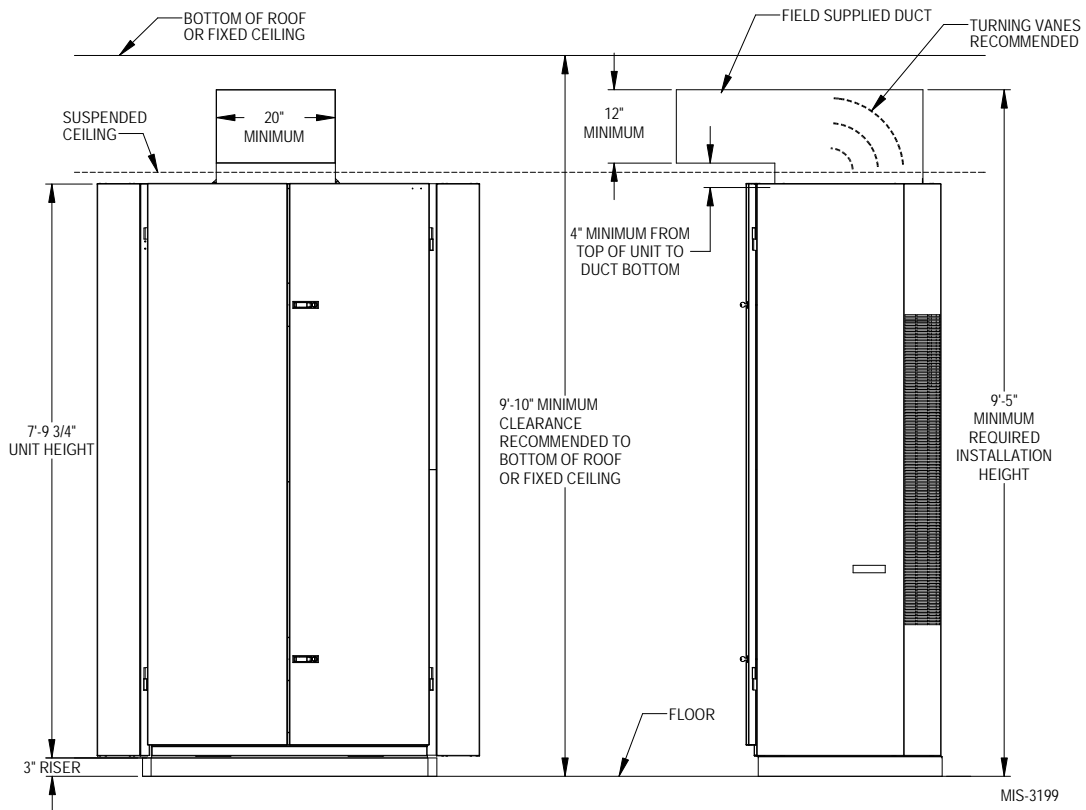 BOTTOM OF ROOF
OR FIXED CEILING
FIELD SUPPLIED DUCT
TURNING VANES
RECOMMENDED
SUSPENDED
CEILING
20"
MINIMUM
12"
MINIMUM
4" MINIMUM FROM
TOP OF UNIT TO
DUCT BOTTOM
7'-9 3/4"
UNIT HEIGHT
9'-10" MINIMUM
CLEARANCE
RECOMMENDED TO
BOTTOM OF ROOF
OR FIXED CEILING
9'-5"
MINIMUM
REQUIRED
INSTALLATION
HEIGHT
FLOOR
3" RISER
MIS-3199